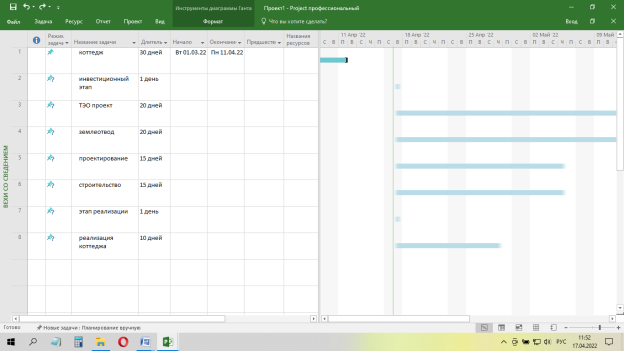 Инструменты диаграммы Ганта
Проект1 - Project профессиональный
Файл Задача Ресурс Отчет Проект Вид Формат Что вы хотите сделать? Вход
Режим задачи Название задачи Длитель Начало Окончание Предшеств Названия ресурсов
11 Апр '22 18 Апр '22 25 Апр '22 02 Май '22 09 Май
1 коттедж 30 дней Вт 01.03.22 Пн 11.04.22
2 инвестиционный этап 1 день
3 ТЭО проект 20 дней
4 землеотвод 20 дней
5 проектирование 15 дней
6 строительство 15 дней
7 этап реализации 1 день
8 реализация коттеджа 10 дней
ВЕХИ СО СВЕДЕНИЕМ
Готово Новые задачи : Планирование вручную
РУС
11:52
17.04.2022